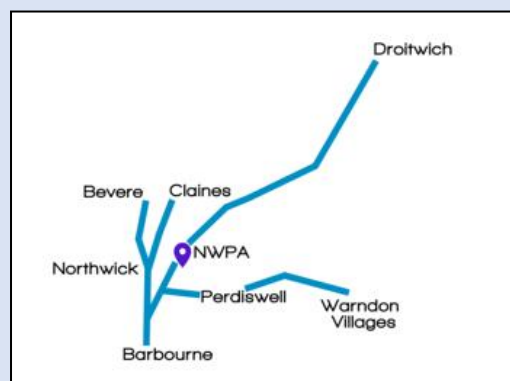 Droitwich
Bevere
Claines
NWPA
Northwick
Perdiswell
Warndon
Villages
Barbourne